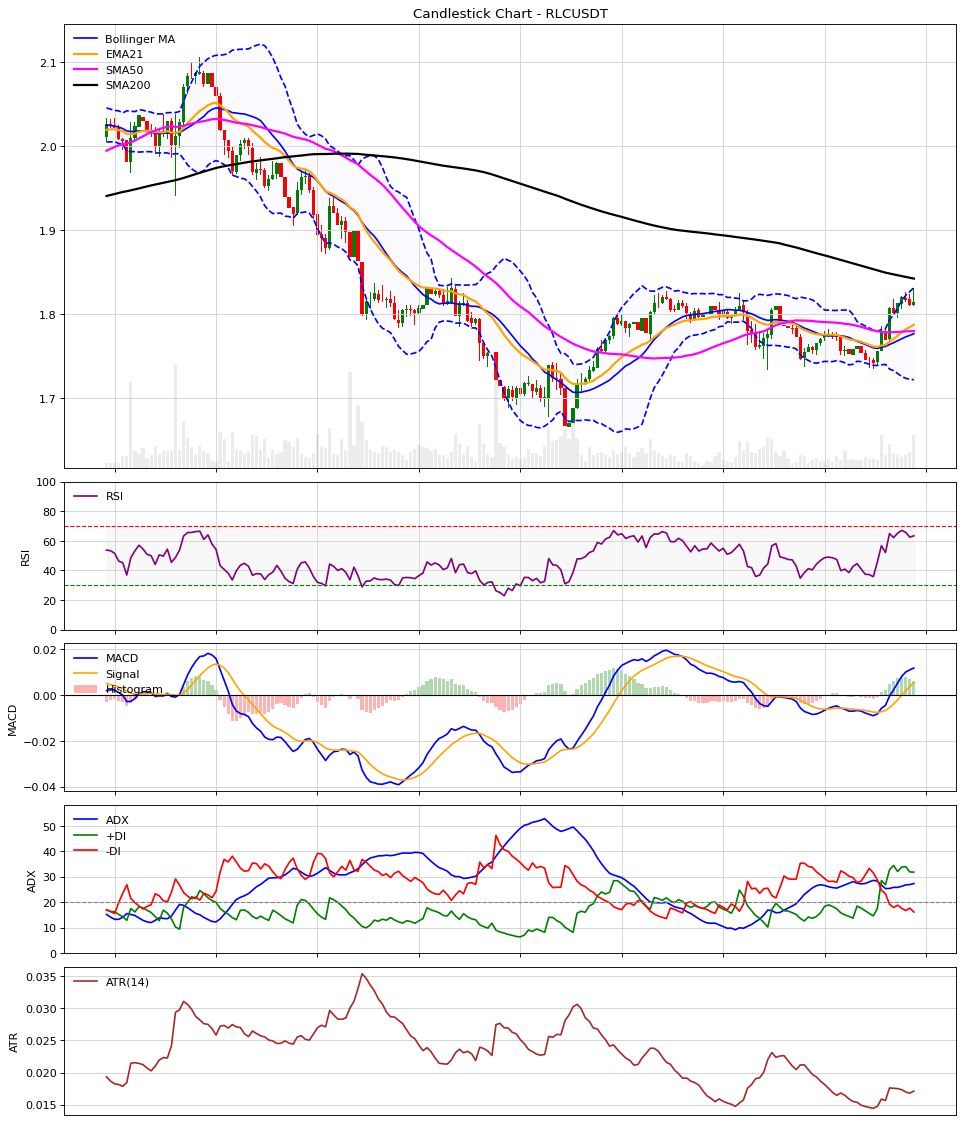 Candlestick Chart - RLCUSDT
Bollinger MA
EMA21
SMA50
SMA200
2.1
2.0
1.9
1.8
1.7
RSI
RSI
100
80
60
40
20
0
MACD
Signal
Histogram
MACD
0.02
0.00
−0.02
−0.04
ADX
+DI
-DI
ADX
50
40
30
20
10
0
ATR(14)
ATR
0.035
0.030
0.025
0.020
0.015